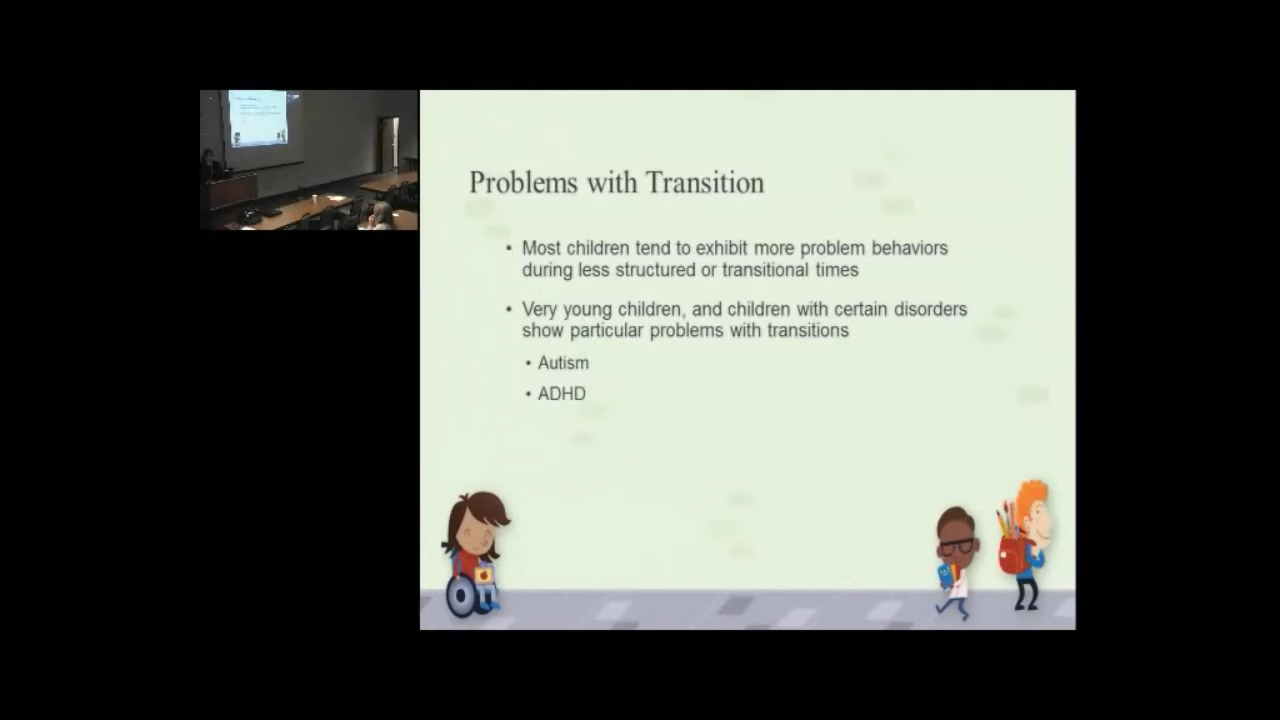 Problems with Transition
• Most children tend to exhibit more problem behaviors
during less structured or transitional times
• Very young children, and children with certain disorders
show particular problems with transitions
• Autism
• ADHD